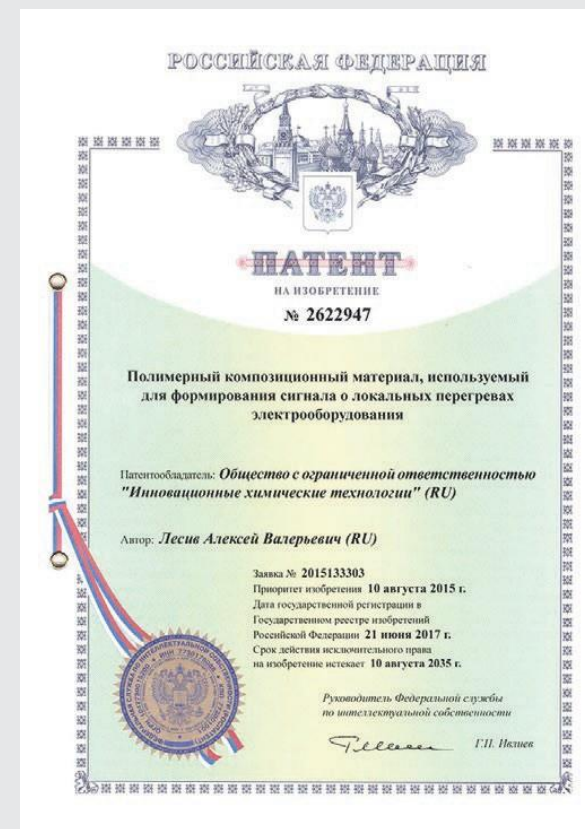 РОССИЙСКАЯ ФЕДЕРАЦИЯ
ПАТЕНТ
НА ИЗОБРЕТЕНИЕ
№ 2622947
Полимерный композиционный материал, используемый
для формирования сигнала о локальных перегревах
электрооборудования
Патентообладатель: Общество с ограниченной ответственностью
"Инновационные химические технологии" (RU)
Автор: Лесив Алексей Валерьевич (RU)
Заявка № 2015133303
Приоритет изобретения 10 августа 2015 г.
Дата государственной регистрации в
Государственном реестре изобретений
Российской Федерации 21 июня 2017 г.
Срок действия исключительного права
на изобретение истекает 10 августа 2035 г.
Руководитель Федеральной службы
по интеллектуальной собственности
Г.П. Ивлиев